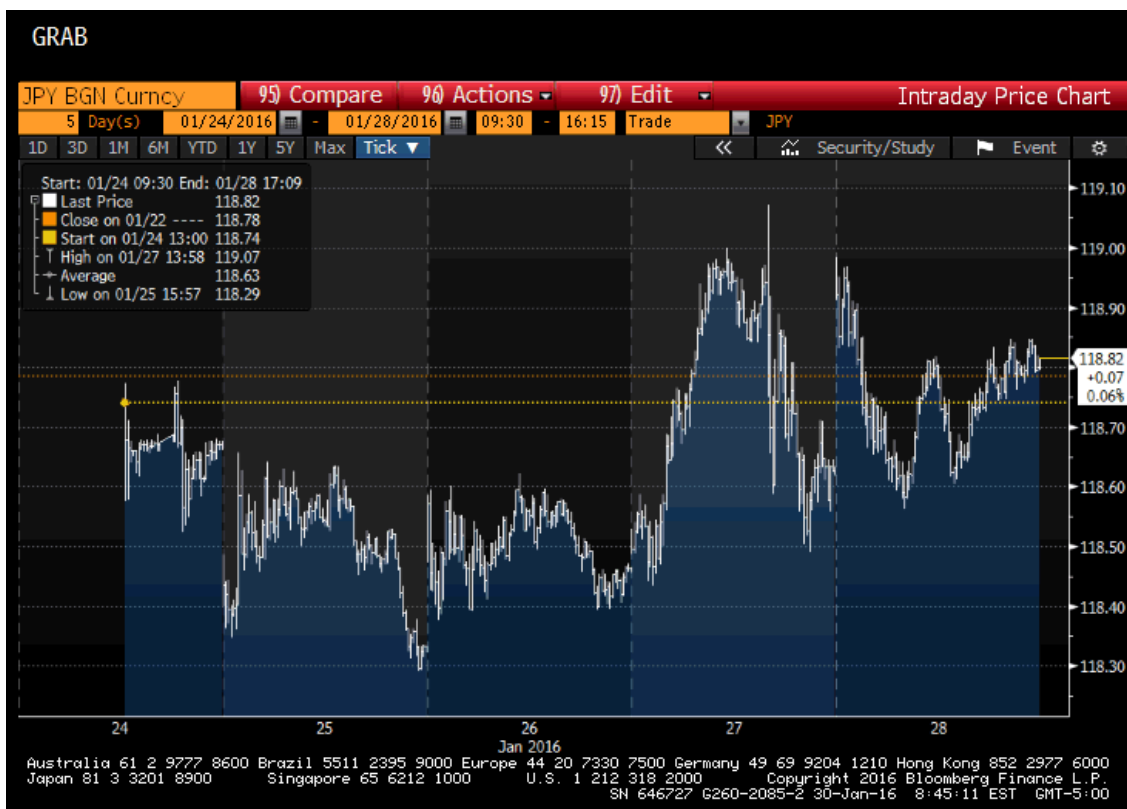 GRAB
JPY BGN Curncy 95) Compare 96) Actions 97) Edit Intraday Price Chart
5 Day(s) 01/24/2016 - 01/28/2016 09:30 - 16:15 Trade JPY
1D 3D 1M 6M YTD 1Y 5Y Max Tick ▼ « Security/Study Event
Start: 01/24 09:30 End: 01/28 17:09
Last Price 118.82
Close on 01/22 ---- 118.78
Start on 01/24 13:00 118.74
High on 01/27 13:58 119.07
Average 118.63
Low on 01/25 15:57 118.29
119.10
119.00
118.90
118.82
+0.07
0.06%
118.70
118.60
118.50
118.40
118.30
24 25 26 27 28
Jan 2016
Australia 61 2 9777 8600 Brazil 5511 2395 9000 Europe 44 20 7330 7500 Germany 49 69 9204 1210 Hong Kong 852 2977 6000
Japan 81 3 3201 8900 Singapore 65 6212 1000 U.S. 1 212 318 2000 Copyright 2016 Bloomberg Finance L.P.
SN 646727 G260-2085-2 30-Jan-16 8:45:11 EST GMT-5:00